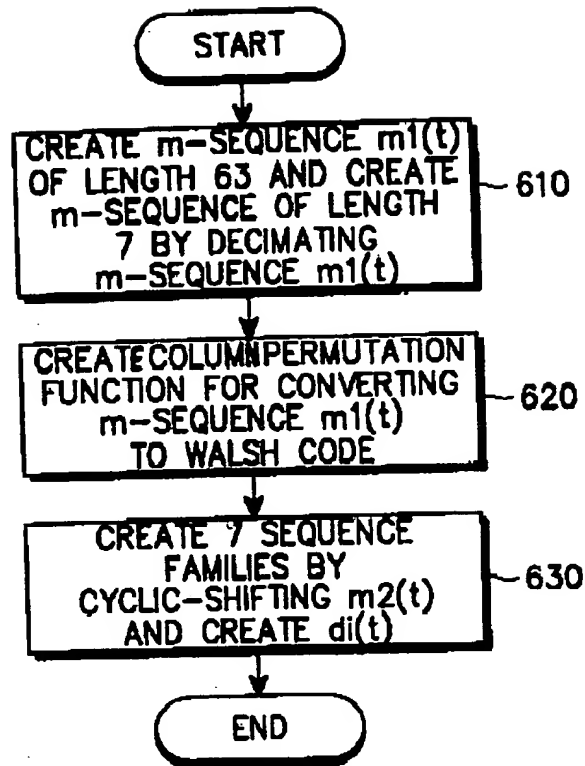 START
CREATE m-SEQUENCE m1(t)
OF LENGTH 63 AND CREATE
m-SEQUENCE OF LENGTH
7 BY DECIMATING
m-SEQUENCE m1(t)
610
CREATE COLUMN PERMUTATION
FUNCTION FOR CONVERTING
m-SEQUENCE m1(t)
TO WALSH CODE
620
CREATE 7 SEQUENCE
FAMILIES BY
CYCLIC-SHIFTING m2(t)
AND CREATE di(t)
630
END